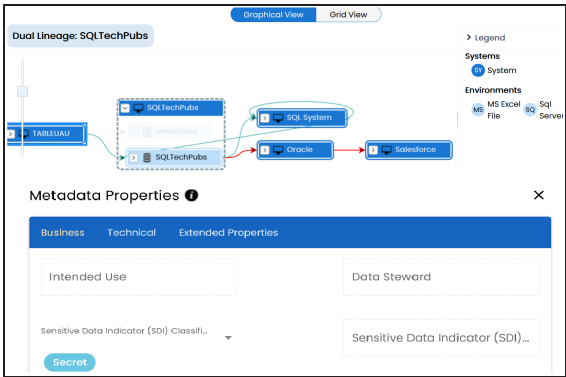 Graphical View Grid View
Dual Lineage: SQLTechPubs
Legend
Systems
SY System
Environments
MS MS Excel File
SQ Sql Server
SQLTechPubs
TABLEUAU
SQLTechPubs
SQL System
Oracle
Salesforce
Metadata Properties
Business Technical Extended Properties
Intended Use
Data Steward
Sensitive Data Indicator (SDI) Classifi...
Sensitive Data Indicator (SDI)...
Secret